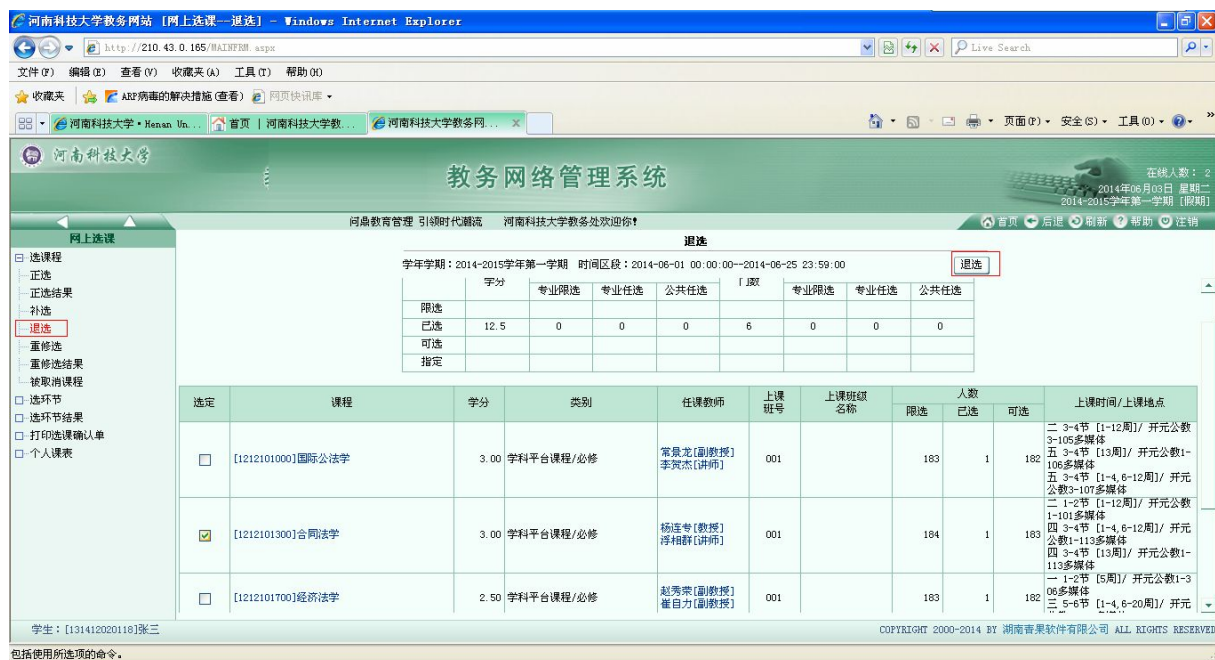 河南科技大学教务网站 [网上选课--退选] - Windows Internet Explorer
http://210.43.0.165/MAINFRM.aspx
Live Search
文件(F) 编辑(E) 查看(V) 收藏夹(A) 工具(T) 帮助(H)
收藏夹 ARP病毒的解决措施(查看) 网页快讯库
河南科技大学·Henan Un... 首页 | 河南科技大学教... 河南科技大学教务网... 页面(P) 安全(S) 工具(O)
河南科技大学
教务网络管理系统
在线人数: 2
2014年06月03日 星期二
2014-2015学年第一学期 [假期]
问鼎教育管理 引领时代潮流 河南科技大学教务处欢迎你!
首页 后退 刷新 帮助 注销
网上选课
选课程
正选
正选结果
补选
退选
重修选
重修选结果
被取消课程
选环节
选环节结果
打印选课确认单
个人课表
退选
学年学期:2014-2015学年第一学期 时间区段:2014-06-01 00:00:00--2014-06-25 23:59:00 退选
学分 专业限选 专业任选 公共任选 门数 专业限选 专业任选 公共任选
限选
已选 12.5 0 0 0 6 0 0 0
可选
指定
选定 课程 学分 类别 任课教师 上课班号 上课班级名称 人数 上课时间/上课地点
限选 已选 可选
[1212101000]国际公法学 3.00 学科平台课程/必修 常景龙[副教授] 李贺杰[讲师] 001 183 1 182
二 3-4节 [1-12周]/ 开元公教
3-105多媒体
五 3-4节 [13周]/ 开元公教1-
106多媒体
五 3-4节 [1-4,6-12周]/ 开元
公教3-107多媒体
[1212101300]合同法学 3.00 学科平台课程/必修 杨连专[教授] 浮相群[讲师] 001 184 1 183
二 1-2节 [1-12周]/ 开元公教
1-101多媒体
四 3-4节 [1-4,6-12周]/ 开元
公教1-113多媒体
四 3-4节 [13周]/ 开元公教1-
113多媒体
[1212101700]经济法学 2.50 学科平台课程/必修 赵秀荣[副教授] 崔自力[副教授] 001 183 1 182
一 1-2节 [5周]/ 开元公教1-3
06多媒体
三 5-6节 [1-4,6-20周]/ 开元
学生:[131412020118]张三
COPYRIGHT 2000-2014 BY 湖南青果软件有限公司 ALL RIGHTS RESERVED
包括使用所选项的命令。